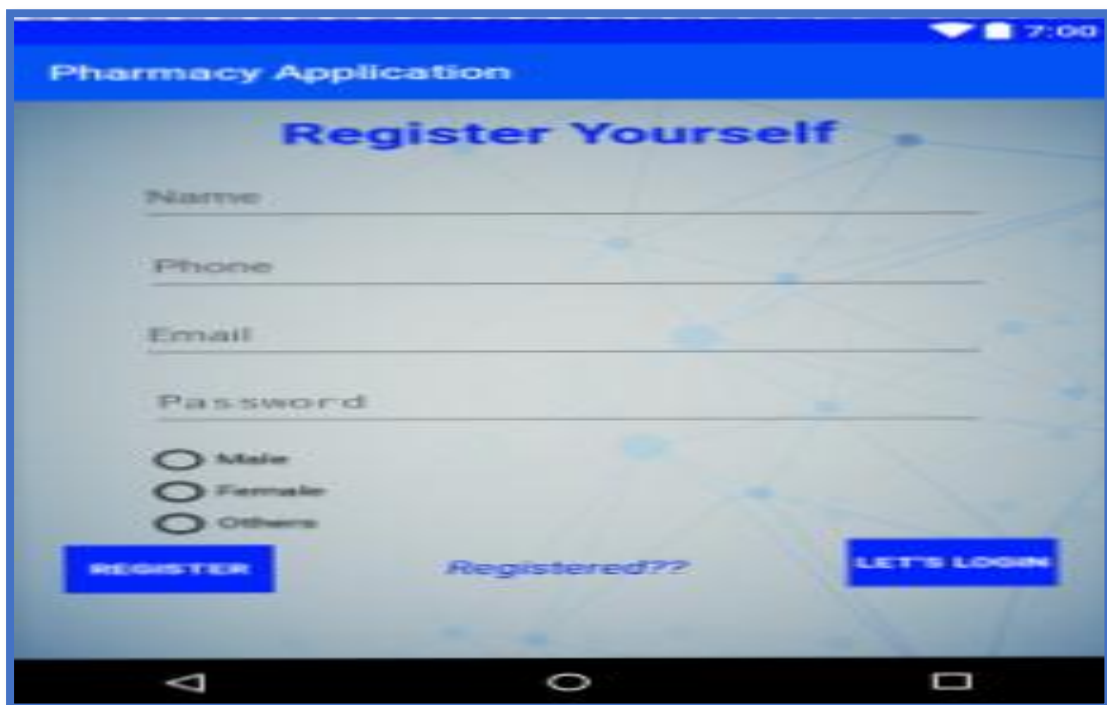 7:00
Pharmacy Application
Register Yourself
Name
Phone
Email
Password
Male
Female
Others
REGISTER
Registered??
LET'S LOGIN